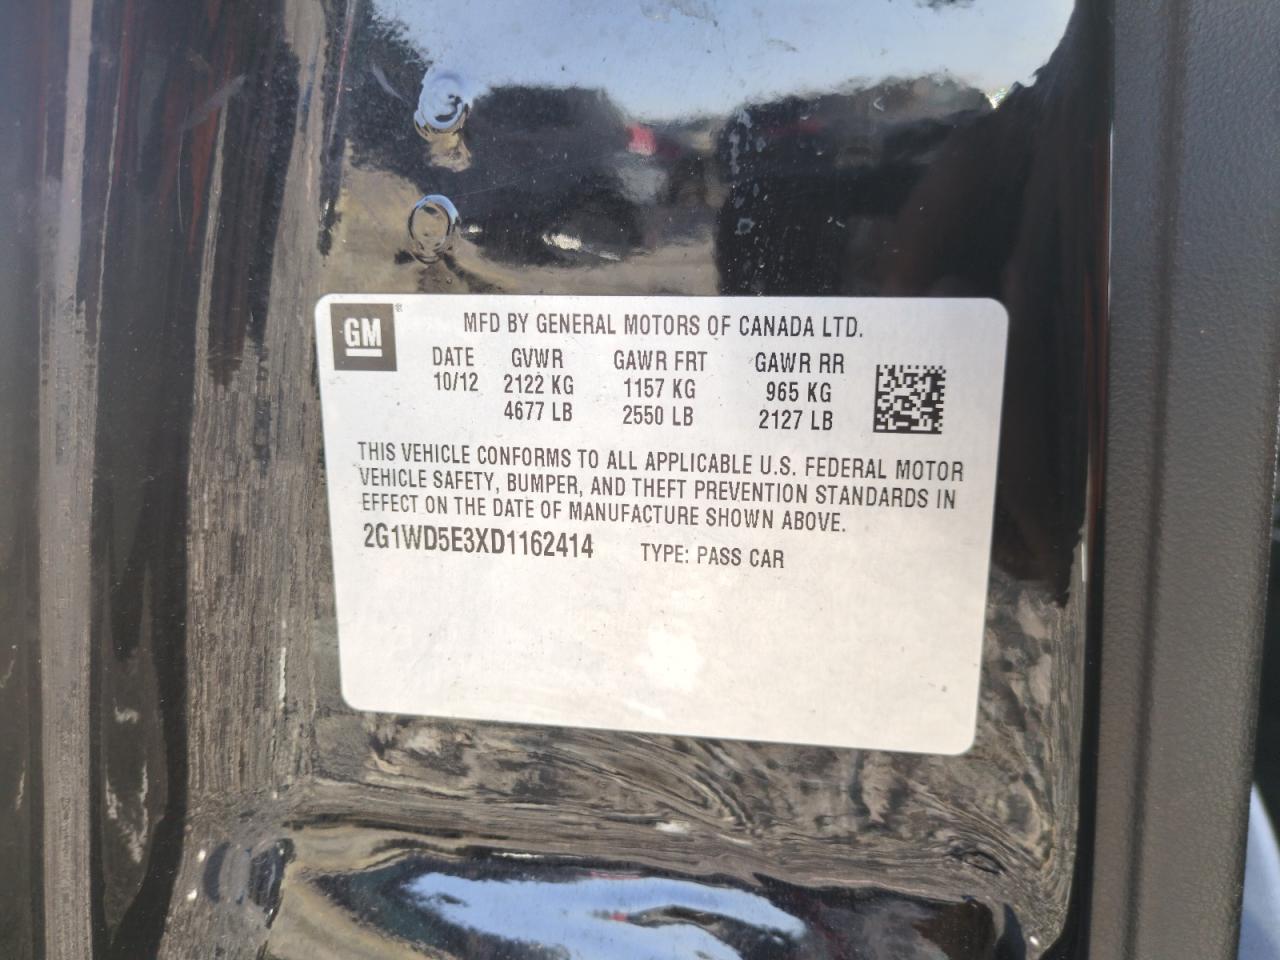 GM®
MFD BY GENERAL MOTORS OF CANADA LTD.
DATE GVWR GAWR FRT GAWR RR
10/12 2122 KG 1157 KG 965 KG
4677 LB 2550 LB 2127 LB
THIS VEHICLE CONFORMS TO ALL APPLICABLE U.S. FEDERAL MOTOR
VEHICLE SAFETY, BUMPER, AND THEFT PREVENTION STANDARDS IN
EFFECT ON THE DATE OF MANUFACTURE SHOWN ABOVE.
2G1WD5E3XD1162414 TYPE: PASS CAR